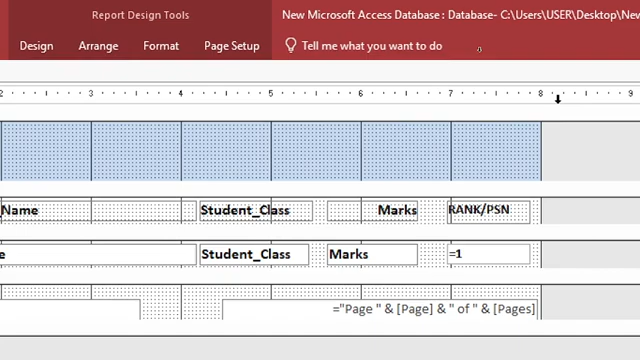 Report Design Tools
New Microsoft Access Database : Database- C:\Users\USER\Desktop\New
Design Arrange Format Page Setup Tell me what you want to do
2 3 4 5 6 7 8 9
Name Student_Class Marks RANK/PSN
e Student_Class Marks =1
="Page " & [Page] & " of " & [Pages]